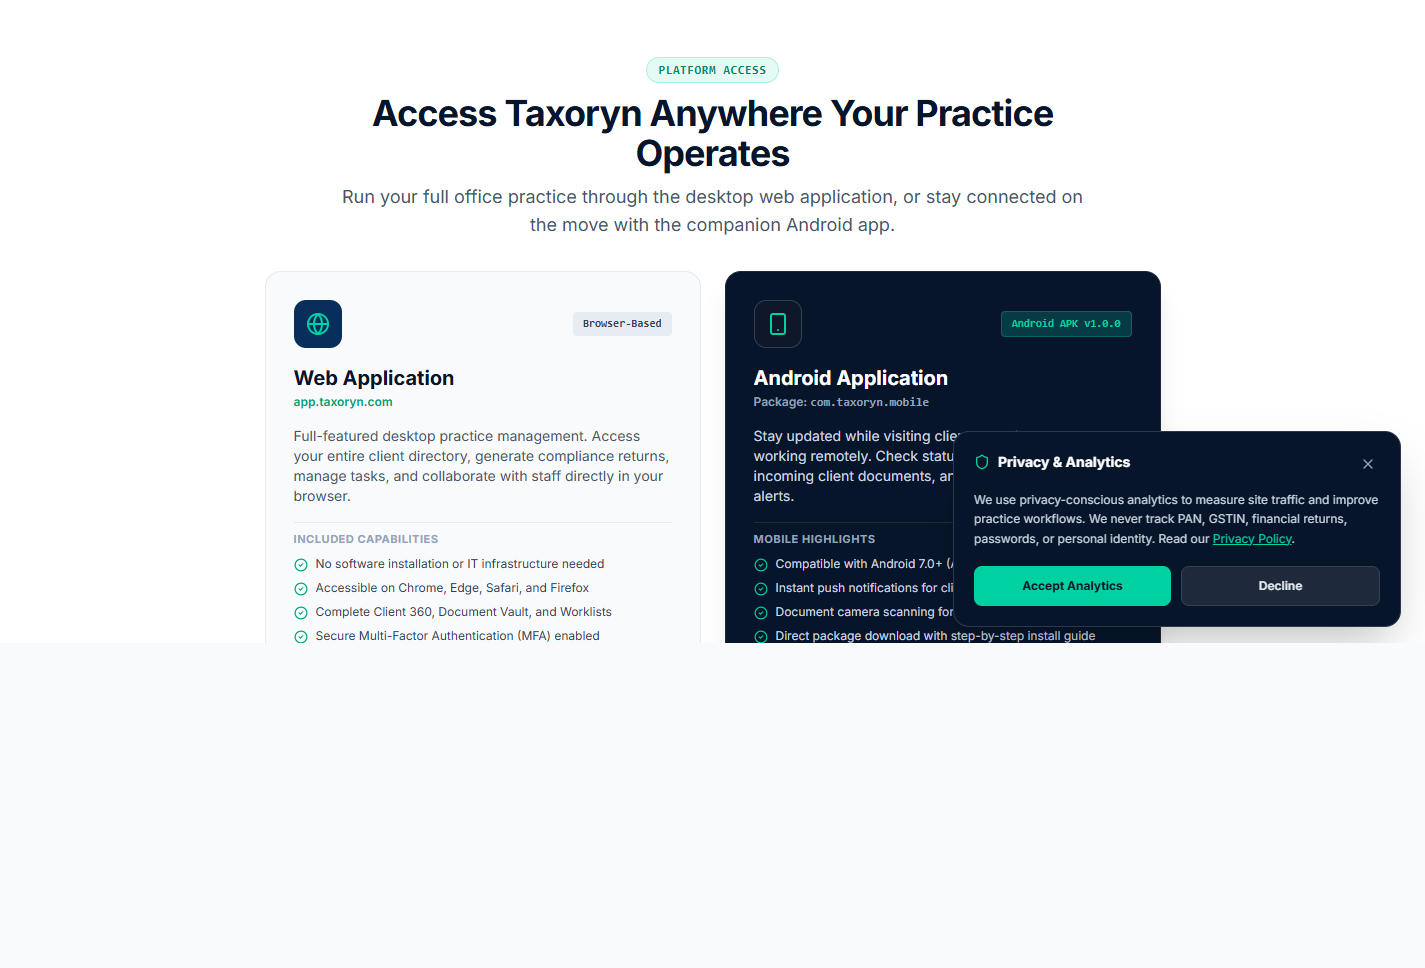 PLATFORM ACCESS
Access Taxoryn Anywhere Your Practice
Operates
Run your full office practice through the desktop web application, or stay connected on
the move with the companion Android app.
Browser-Based
Web Application
app.taxoryn.com
Full-featured desktop practice management. Access
your entire client directory, generate compliance returns,
manage tasks, and collaborate with staff directly in your
browser.
INCLUDED CAPABILITIES
No software installation or IT infrastructure needed
Accessible on Chrome, Edge, Safari, and Firefox
Complete Client 360, Document Vault, and Worklists
Secure Multi-Factor Authentication (MFA) enabled
Android APK v1.0.0
Android Application
Package: com.taxoryn.mobile
Stay updated while visiting
working remotely. Check
incoming client documents,
alerts.
MOBILE HIGHLIGHTS
Compatible with Android 7.0+
Instant push notifications for
Document camera scanning for
Direct package download with step-by-step install guide
Privacy & Analytics
We use privacy-conscious analytics to measure site traffic and improve
practice workflows. We never track PAN, GSTIN, financial returns,
passwords, or personal identity. Read our Privacy Policy.
Accept Analytics
Decline